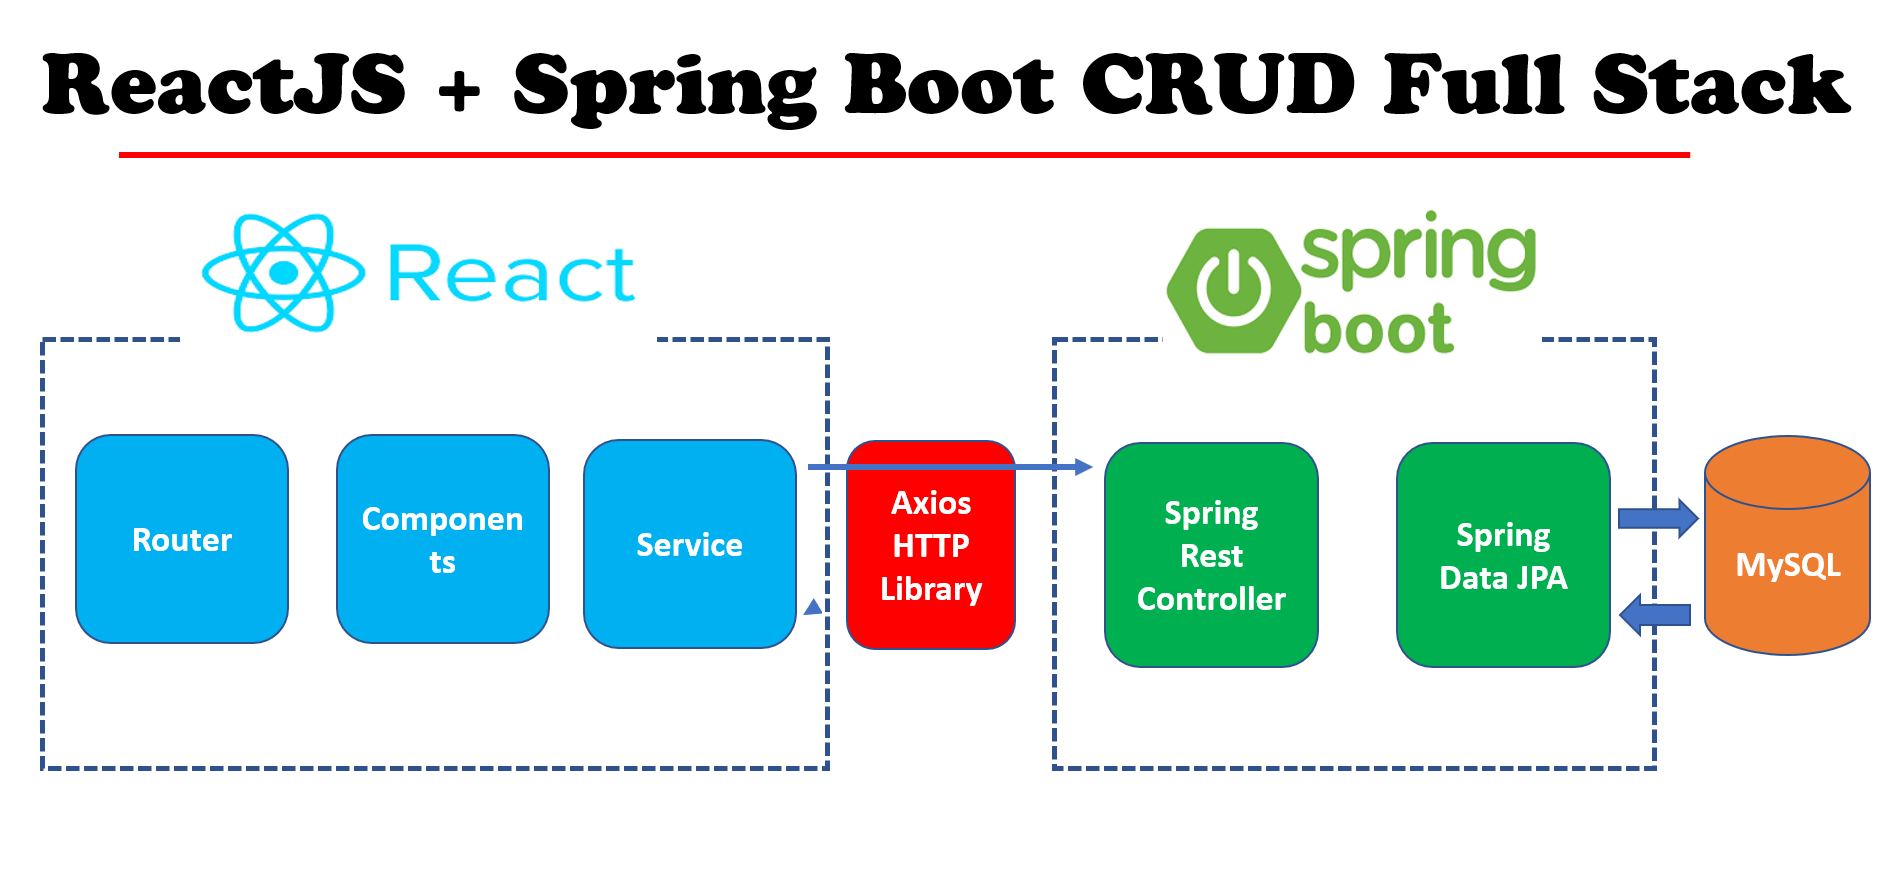 ReactJS + Spring Boot CRUD Full Stack
React
spring
boot
Router
Componen
ts
Service
Axios
HTTP
Library
Spring
Rest
Controller
Spring
Data JPA
MySQL